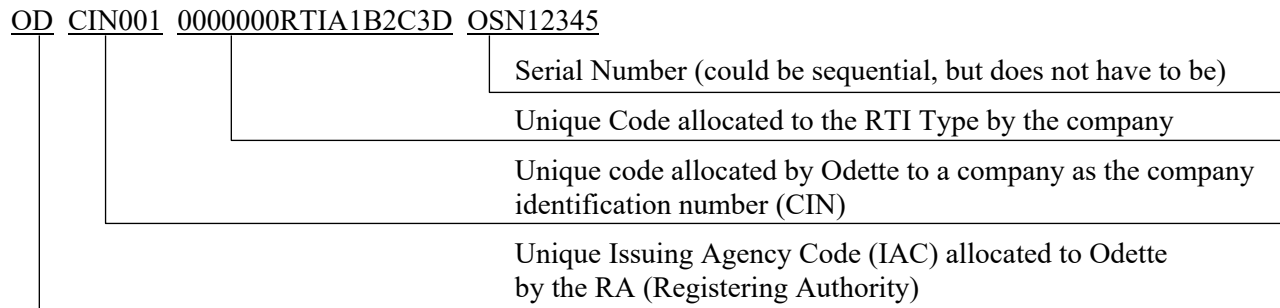 OD CIN001 0000000RTIA1B2C3D OSN12345
Serial Number (could be sequential, but does not have to be)
Unique Code allocated to the RTI Type by the company
Unique code allocated by Odette to a company as the company
identification number (CIN)
Unique Issuing Agency Code (IAC) allocated to Odette
by the RA (Registering Authority)